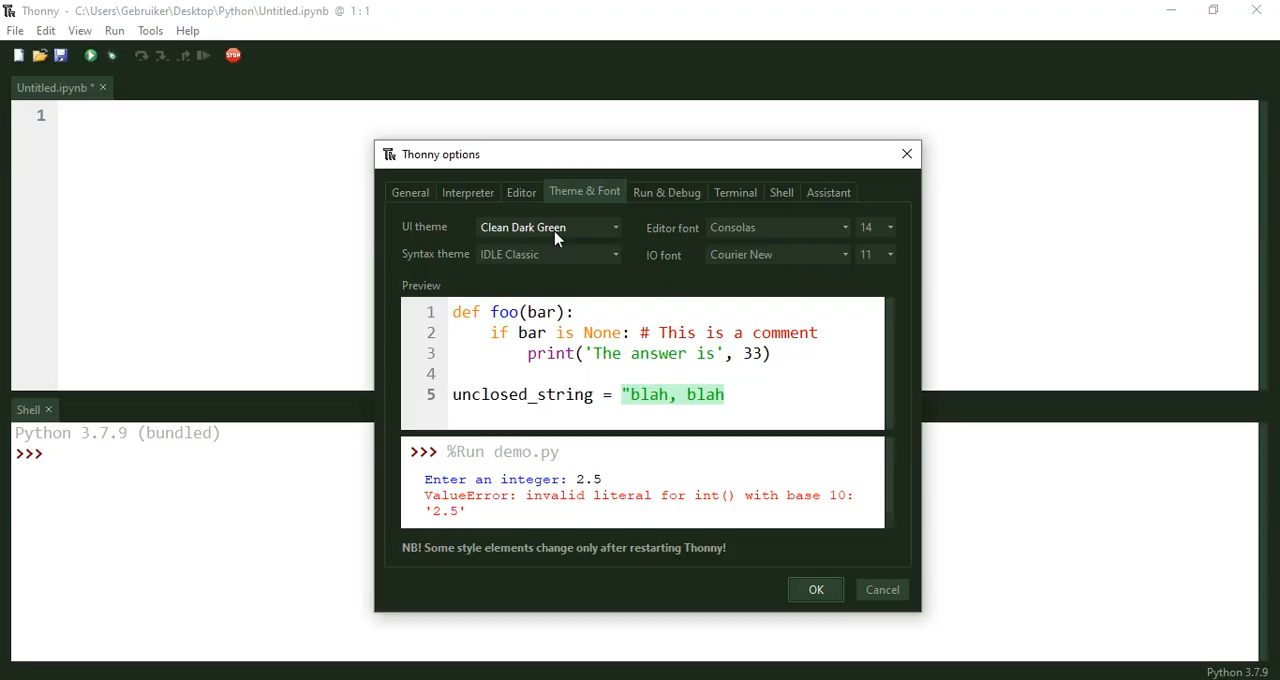 Thonny - C:\Users\Gebruiker\Desktop\Python\Untitled.ipynb @ 1 : 1
File Edit View Run Tools Help
STOP
Untitled.ipynb * ×
1
Thonny options
General Interpreter Editor Theme & Font Run & Debug Terminal Shell Assistant
UI theme Clean Dark Green Editor font Consolas 14
Syntax theme IDLE Classic IO font Courier New 11
Preview
1 def foo(bar):
2 if bar is None: # This is a comment
3 print('The answer is', 33)
4
5 unclosed_string = "blah, blah
>>> %Run demo.py
Enter an integer: 2.5
ValueError: invalid literal for int() with base 10:
'2.5'
NB! Some style elements change only after restarting Thonny!
OK Cancel
Shell ×
Python 3.7.9 (bundled)
>>>
Python 3.7.9